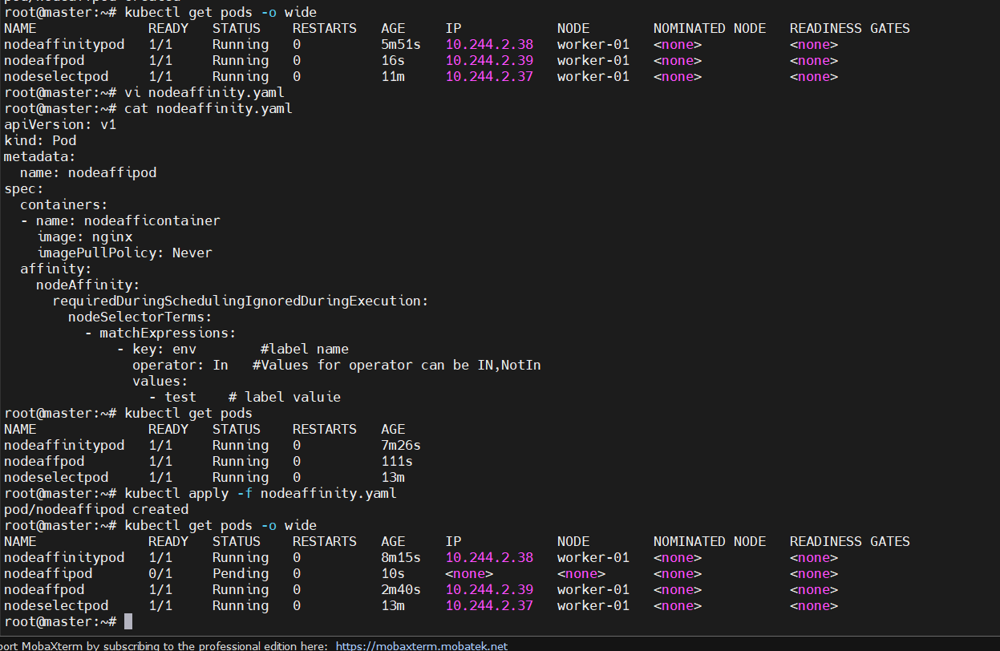 pod/nodeaffpod created
root@master:~# kubectl get pods -o wide
NAME              READY   STATUS    RESTARTS   AGE     IP            NODE        NOMINATED NODE   READINESS GATES
nodeaffinitypod   1/1     Running   0          5m51s   10.244.2.38   worker-01   <none>           <none>
nodeaffpod        1/1     Running   0          16s     10.244.2.39   worker-01   <none>           <none>
nodeselectpod     1/1     Running   0          11m     10.244.2.37   worker-01   <none>           <none>
root@master:~# vi nodeaffinity.yaml
root@master:~# cat nodeaffinity.yaml
apiVersion: v1
kind: Pod
metadata:
  name: nodeaffipod
spec:
  containers:
  - name: nodeafficontainer
    image: nginx
    imagePullPolicy: Never
  affinity:
    nodeAffinity:
      requiredDuringSchedulingIgnoredDuringExecution:
        nodeSelectorTerms:
          - matchExpressions:
              - key: env        #label name
                operator: In   #Values for operator can be IN,NotIn
                values:
                  - test    # label valuie
root@master:~# kubectl get pods
NAME              READY   STATUS    RESTARTS   AGE
nodeaffinitypod   1/1     Running   0          7m26s
nodeaffpod        1/1     Running   0          111s
nodeselectpod     1/1     Running   0          13m
root@master:~# kubectl apply -f nodeaffinity.yaml
pod/nodeaffipod created
root@master:~# kubectl get pods -o wide
NAME              READY   STATUS    RESTARTS   AGE     IP            NODE        NOMINATED NODE   READINESS GATES
nodeaffinitypod   1/1     Running   0          8m15s   10.244.2.38   worker-01   <none>           <none>
nodeaffipod       0/1     Pending   0          10s     <none>        <none>      <none>           <none>
nodeaffpod        1/1     Running   0          2m40s   10.244.2.39   worker-01   <none>           <none>
nodeselectpod     1/1     Running   0          13m     10.244.2.37   worker-01   <none>           <none>
root@master:~#
port MobaXterm by subscribing to the professional edition here: https://mobaxterm.mobatek.net